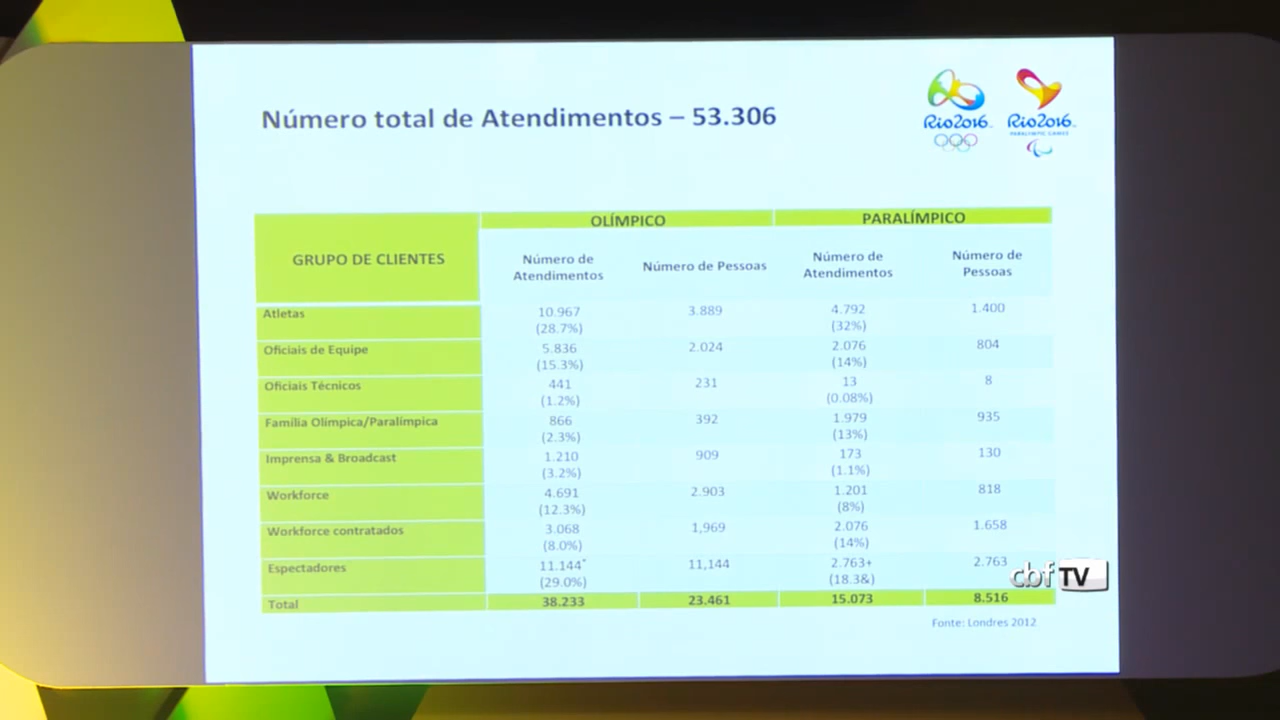 Número total de Atendimentos – 53.306
Rio2016
Rio2016
PARALYMPIC GAMES
GRUPO DE CLIENTES
OLÍMPICO
PARALÍMPICO
Número de Atendimentos
Número de Pessoas
Número de Atendimentos
Número de Pessoas
Atletas 10.967 (28.7%) 3.889 4.792 (32%) 1.400
Oficiais de Equipe 5.836 (15.3%) 2.024 2.076 (14%) 804
Oficiais Técnicos 441 (1.2%) 231 13 (0.08%) 8
Família Olímpica/Paralímpica 866 (2.3%) 392 1.979 (13%) 935
Imprensa & Broadcast 1.210 (3.2%) 909 173 (1.1%) 130
Workforce 4.691 (12.3%) 2.903 1.201 (8%) 818
Workforce contratados 3.068 (8.0%) 1,969 2.076 (14%) 1.658
Espectadores 11.144* (29.0%) 11,144 2.763+ (18.3&) 2.763
Total 38.233 23.461 15.073 8.516
Fonte: Londres 2012
cbf TV